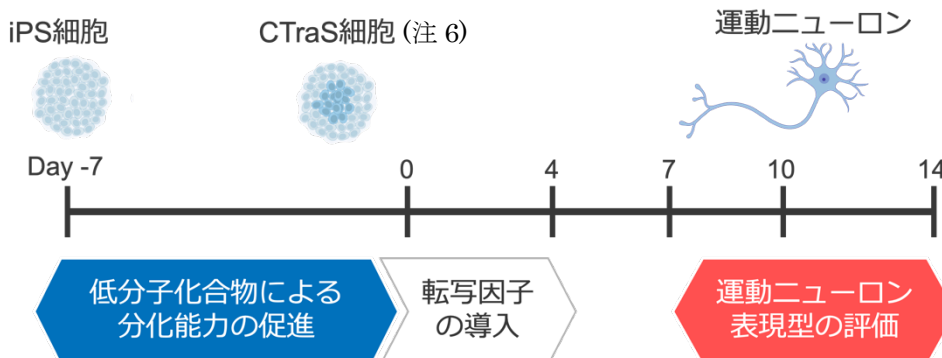 iPS細胞
CTraS細胞 (注 6)
運動ニューロン
Day -7
0
4
7
10
14
低分子化合物による
分化能力の促進
転写因子
の導入
運動ニューロン
表現型の評価